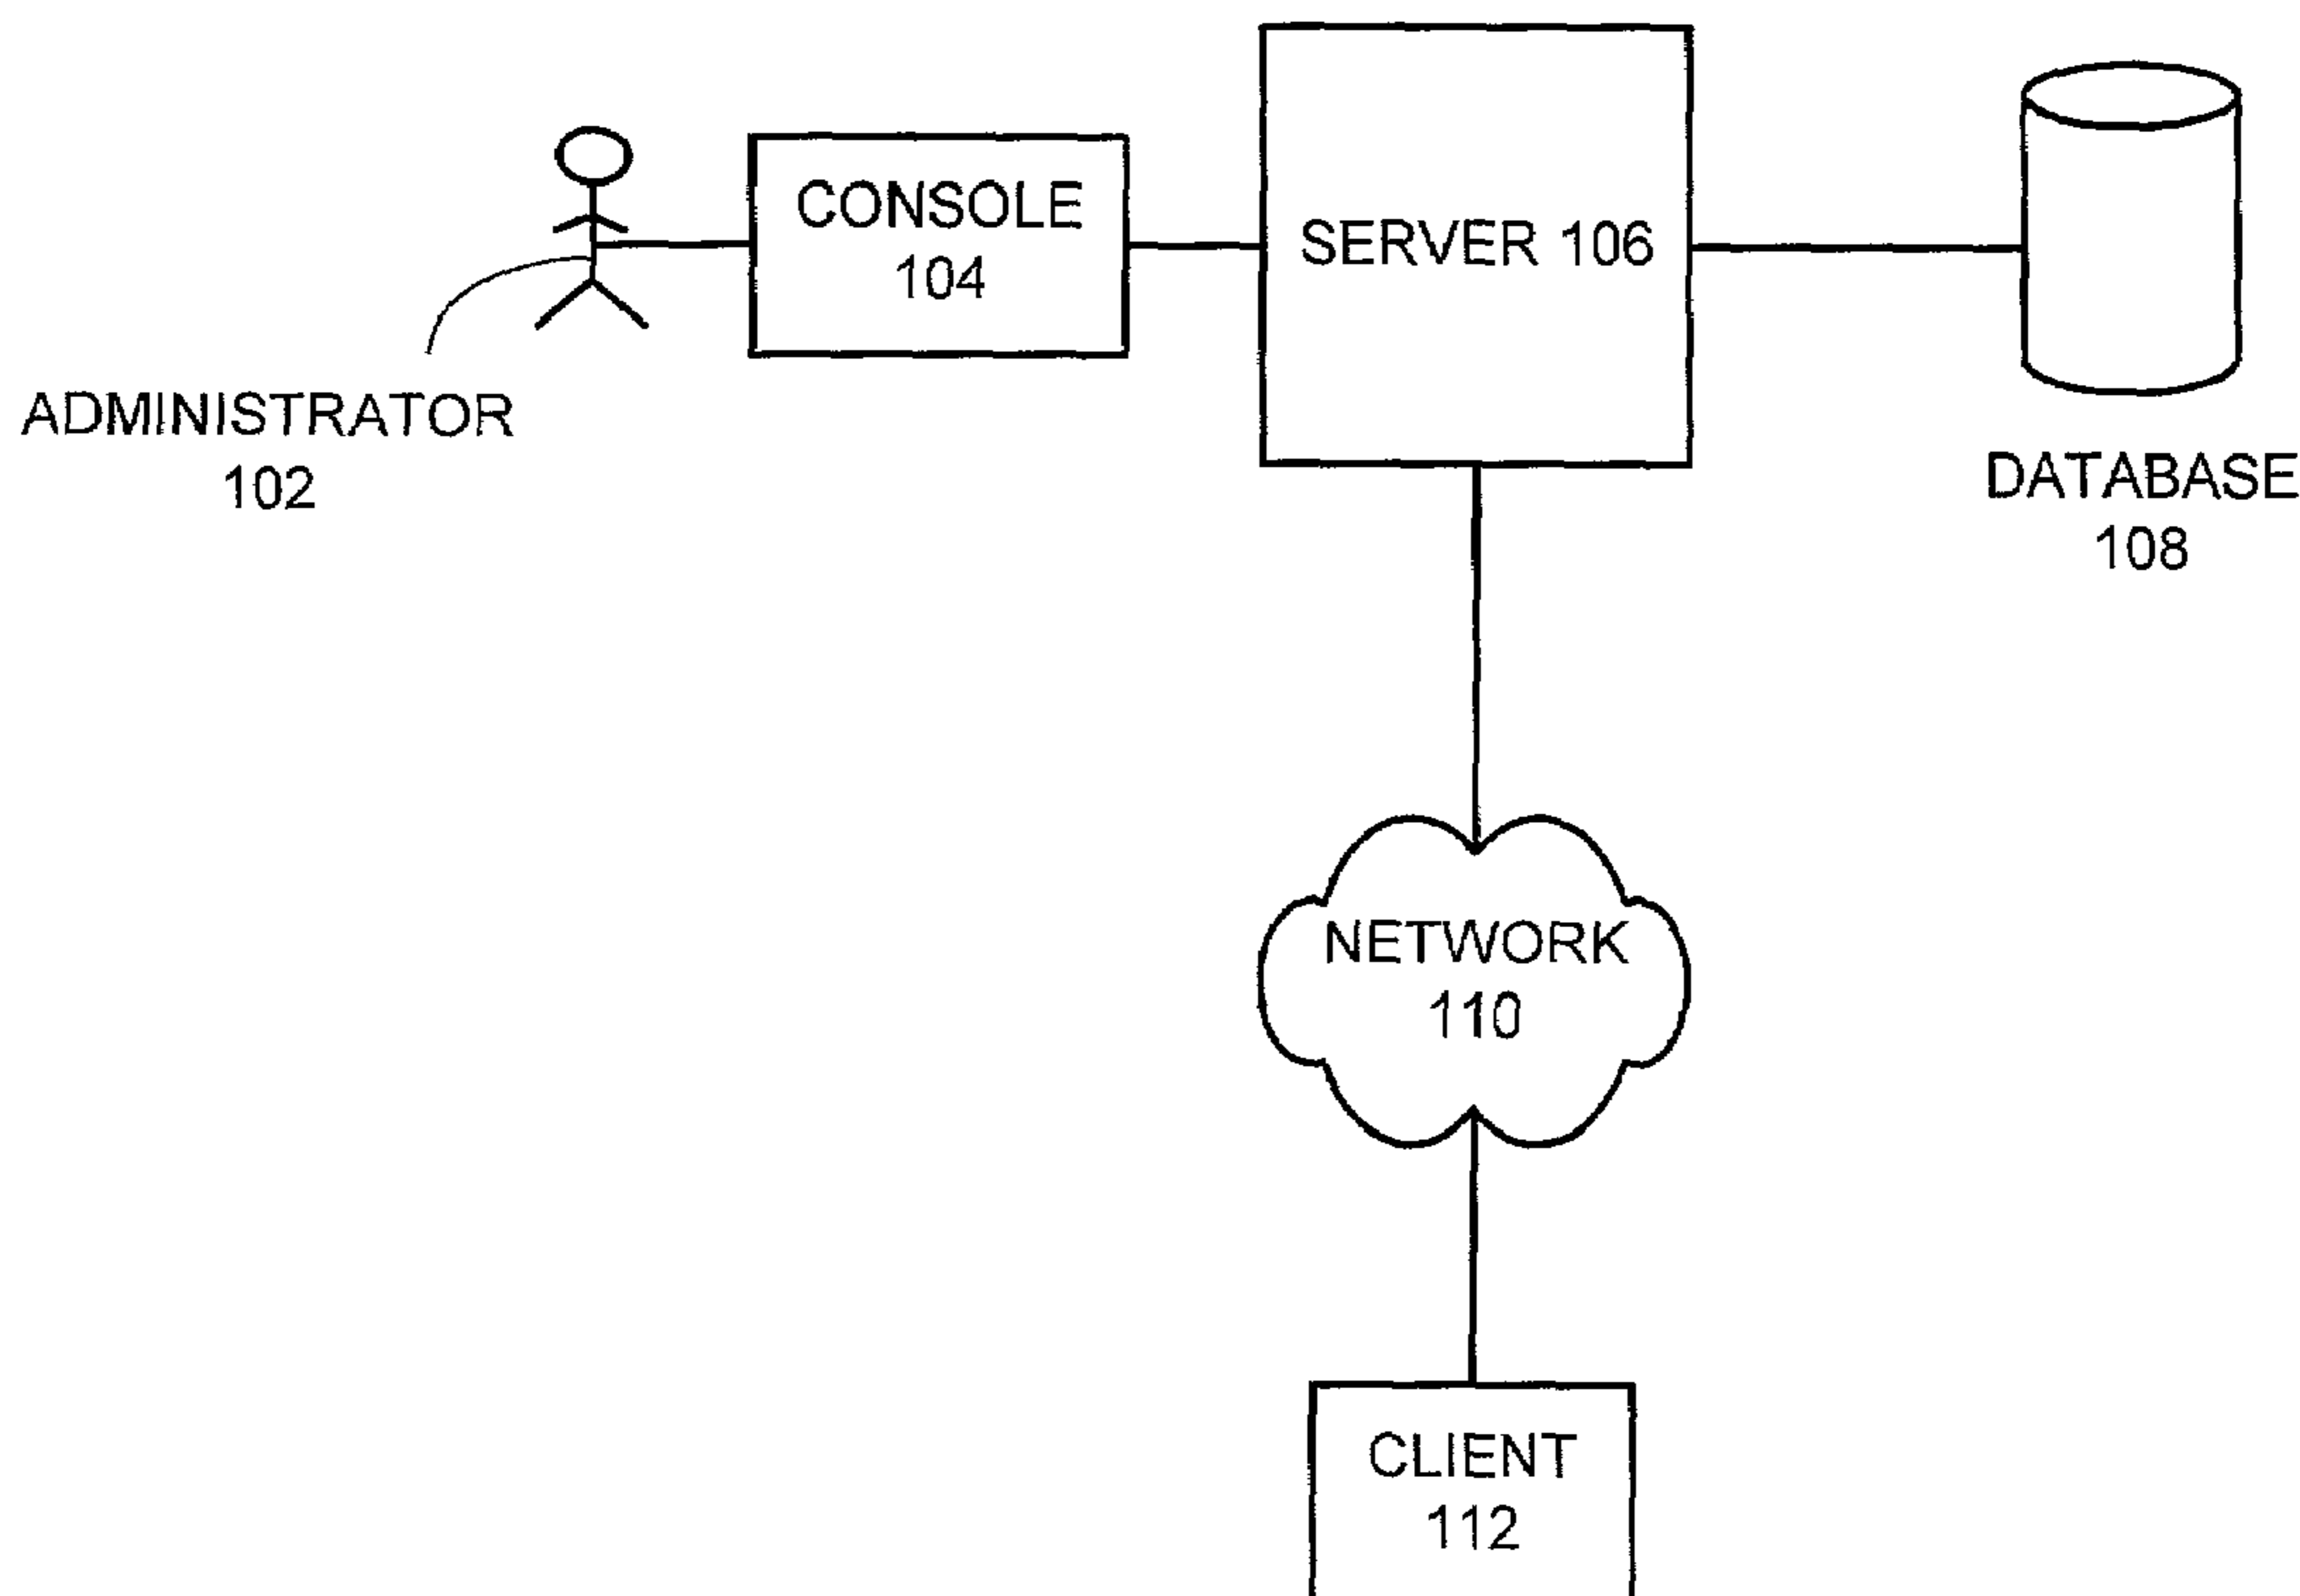 CONSOLE
104
SERVER 106
ADMINISTRATOR
102
DATABASE
108
NETWORK
110
CLIENT
112